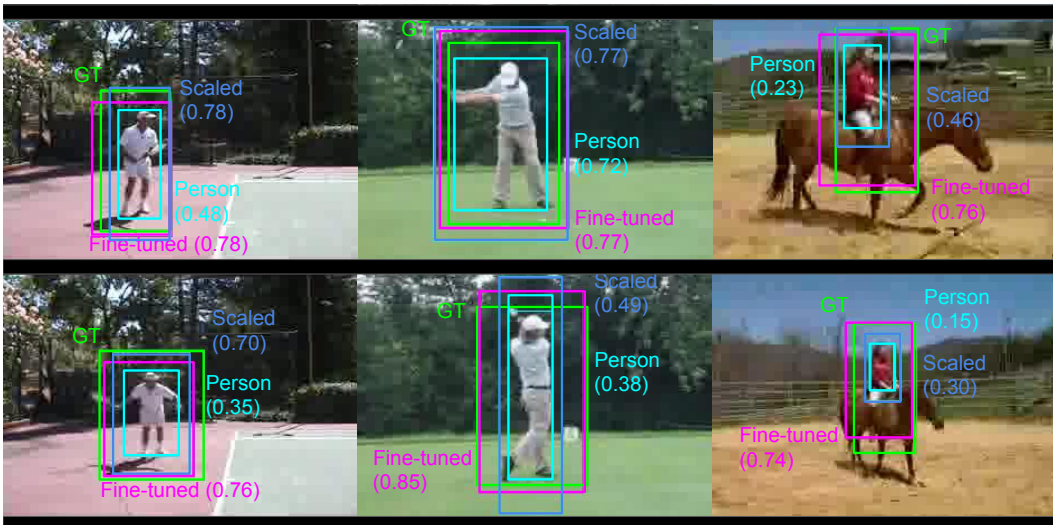 GT
Scaled
(0.78)
Person
(0.48)
Fine-tuned (0.78)
GT
Scaled
(0.77)
Person
(0.72)
Fine-tuned
(0.77)
GT
Person
(0.23)
Scaled
(0.46)
Fine-tuned
(0.76)
GT
Scaled
(0.70)
Person
(0.35)
Fine-tuned (0.76)
GT
Scaled
(0.49)
Person
(0.38)
Fine-tuned
(0.85)
GT
Person
(0.15)
Scaled
(0.30)
Fine-tuned
(0.74)